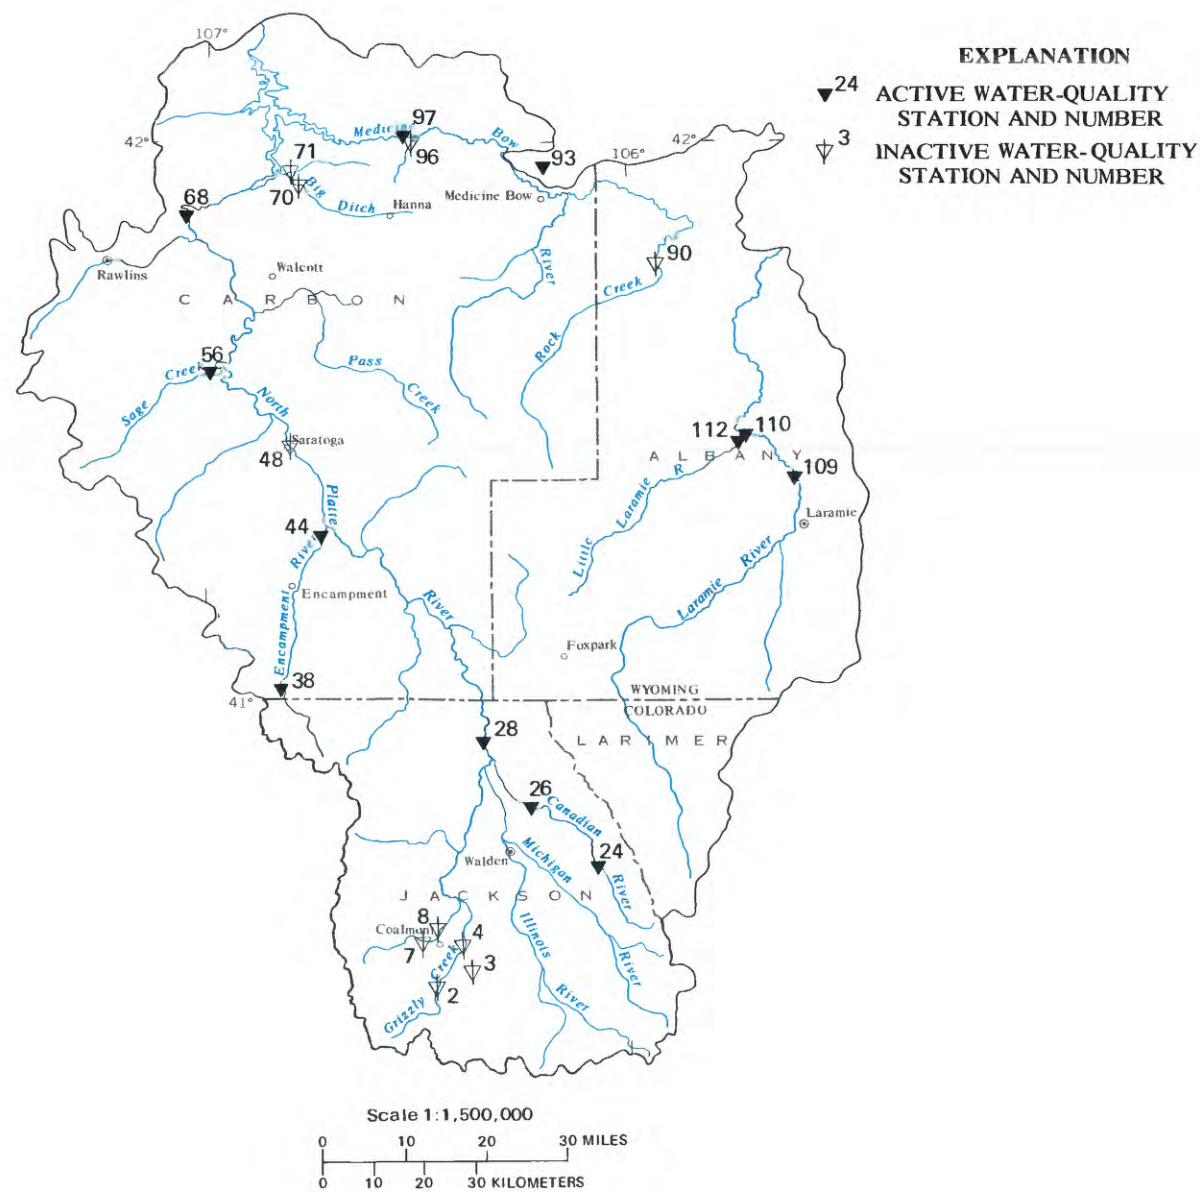 107°
EXPLANATION
24 ACTIVE WATER-QUALITY
STATION AND NUMBER
3 INACTIVE WATER-QUALITY
STATION AND NUMBER
42°
Medicine
97
Bow
96
93
42°
106°
71
70
Big
Ditch
Hanna
Medicine Bow
68
Rawlins
Walcott
River
90
Creek
CARBON
Rock
56
Sage
Creek
Pass
Creek
North
Saratoga
48
112
110
ALBANY
109
Laramie
Little
Laramie
R
Platte
44
River
Encampment
Encampment
River
Laramie
River
Foxpark
38
41°
WYOMING
COLORADO
28
LARIMER
26
Canadian
24
River
Walden
Michigan
River
JACKSON
8
Coalmont
7
4
3
2
Grizzly
Creek
Illinois
River
Scale 1:1,500,000
0 10 20 30 MILES
0 10 20 30 KILOMETERS